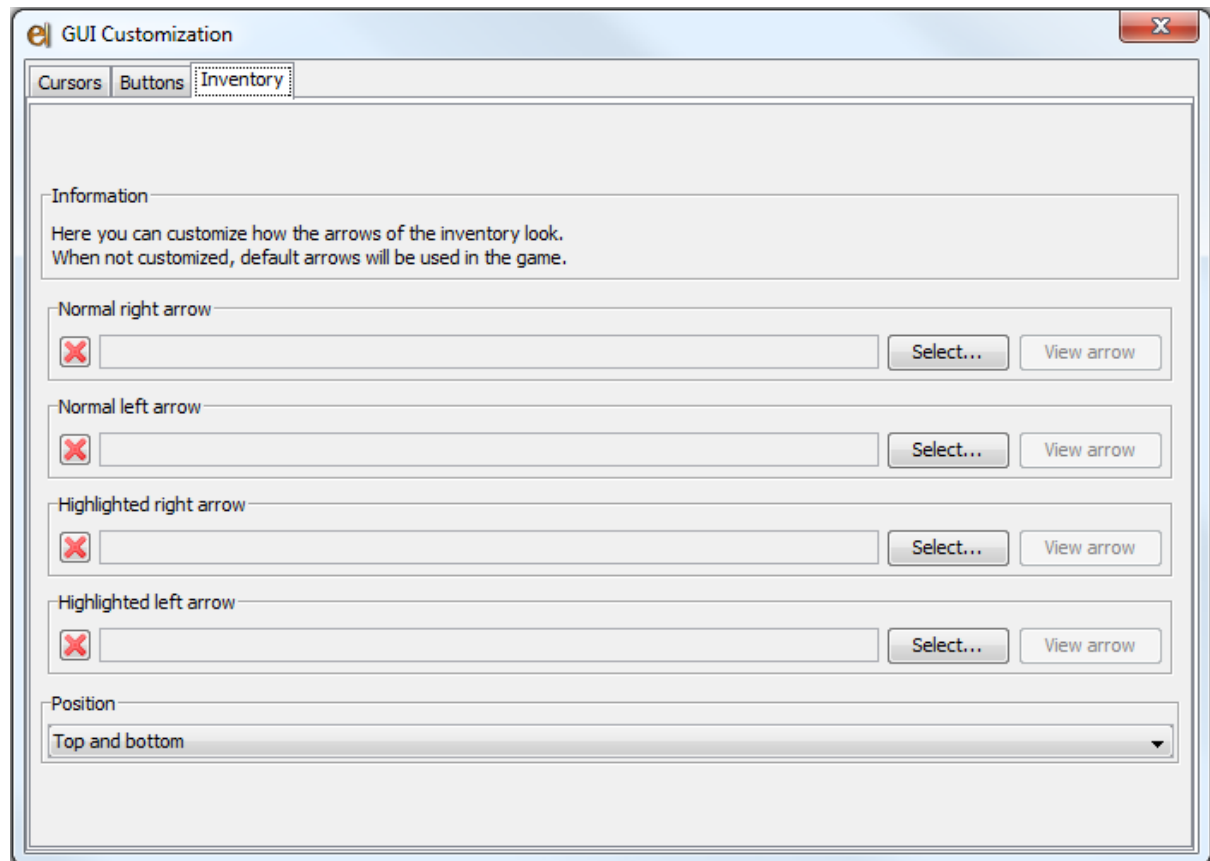 GUI Customization
Cursors Buttons Inventory
Information
Here you can customize how the arrows of the inventory look.
When not customized, default arrows will be used in the game.
Normal right arrow
Select... View arrow
Normal left arrow
Select... View arrow
Highlighted right arrow
Select... View arrow
Highlighted left arrow
Select... View arrow
Position
Top and bottom